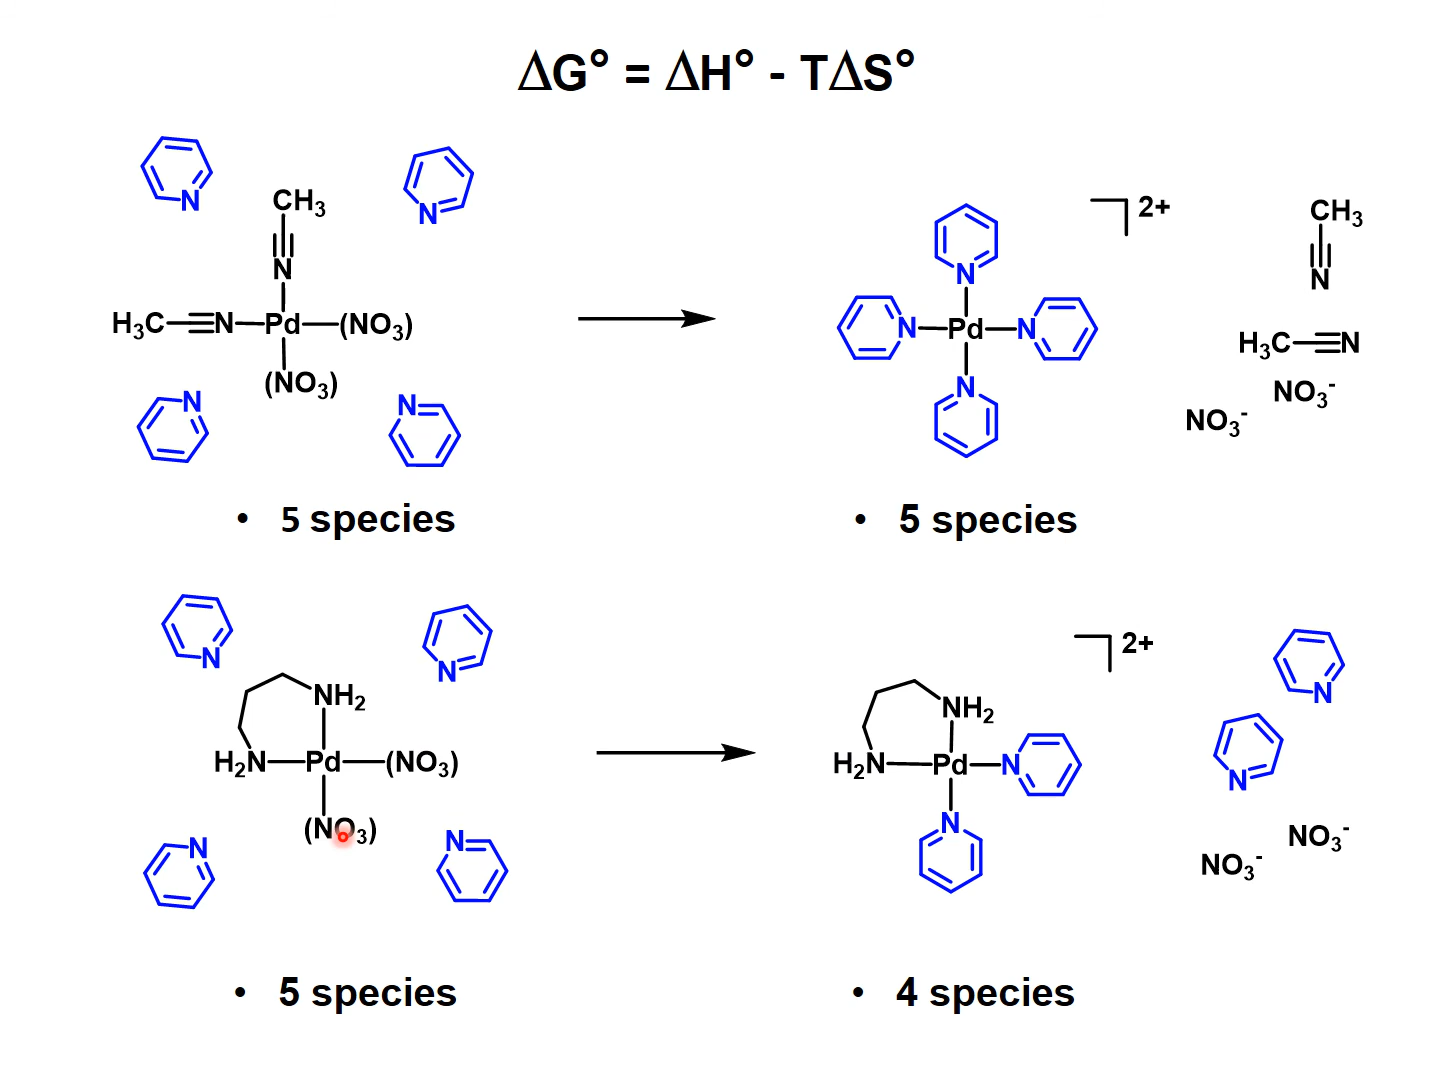 ΔG° = ΔH° - TΔS°
N
N
CH₃
N
H₃C N Pd (NO₃)
(NO₃)
N
N
2+
N
N Pd N
N
CH₃
N
H₃C N
NO₃⁻
NO₃⁻
• 5 species
• 5 species
N
N
NH₂
H₂N Pd (NO₃)
(NO₃)
N
N
2+
NH₂
H₂N Pd N
N
N
N
NO₃⁻
NO₃⁻
• 5 species
• 4 species